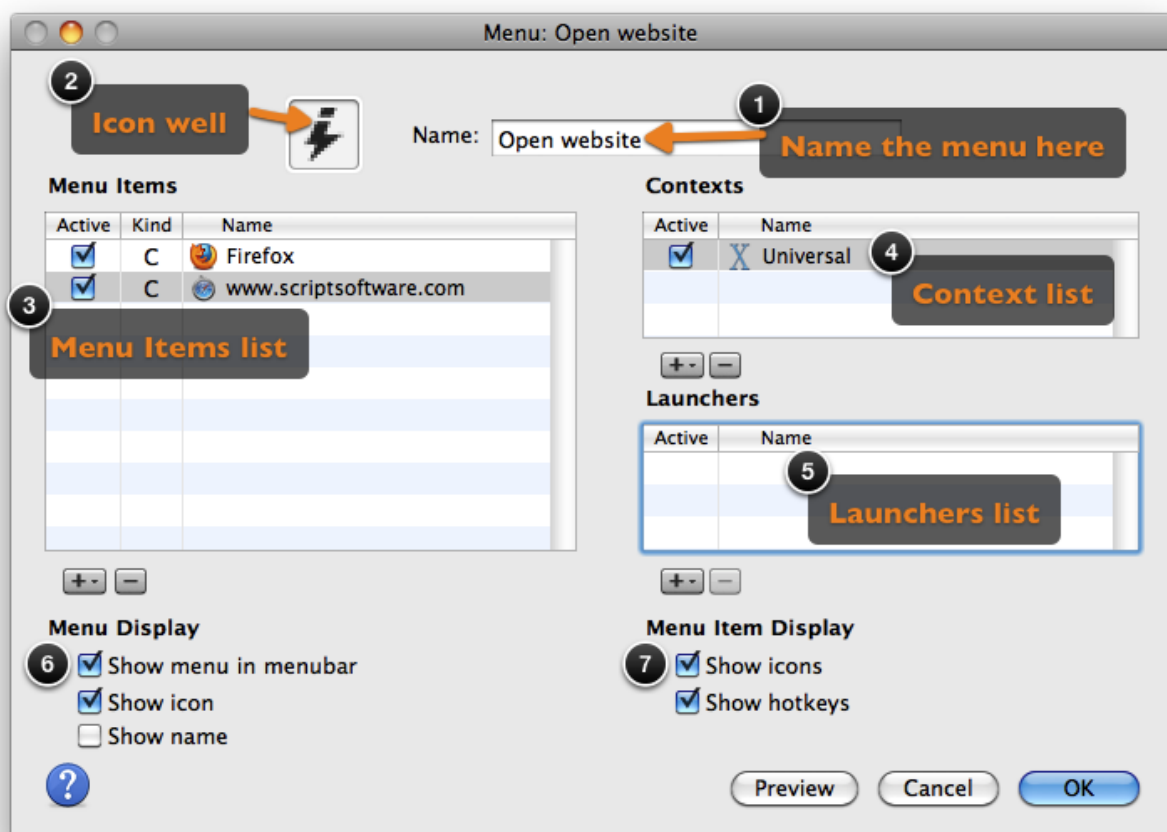 Menu: Open website
2
Icon well
Name: Open website
1
Name the menu here
Menu Items
Active Kind Name
C Firefox
C www.scriptsoftware.com
3
Menu Items list
Contexts
Active Name
X Universal
4
Context list
+ -
Launchers
Active Name
5
Launchers list
+ -
+ -
Menu Display
6
Show menu in menubar
Show icon
Show name
Menu Item Display
7
Show icons
Show hotkeys
?
Preview Cancel OK